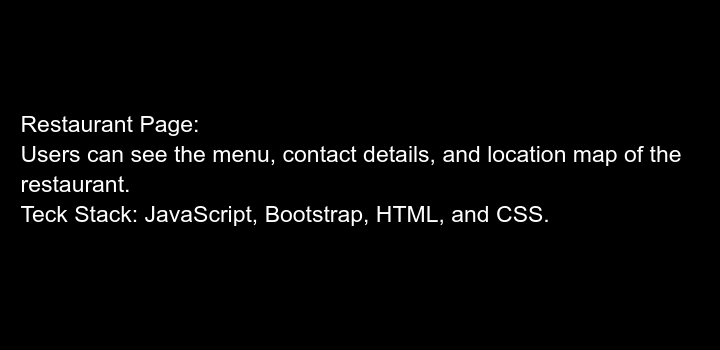 Restaurant Page:
Users can see the menu, contact details, and location map of the
restaurant.
Teck Stack: JavaScript, Bootstrap, HTML, and CSS.